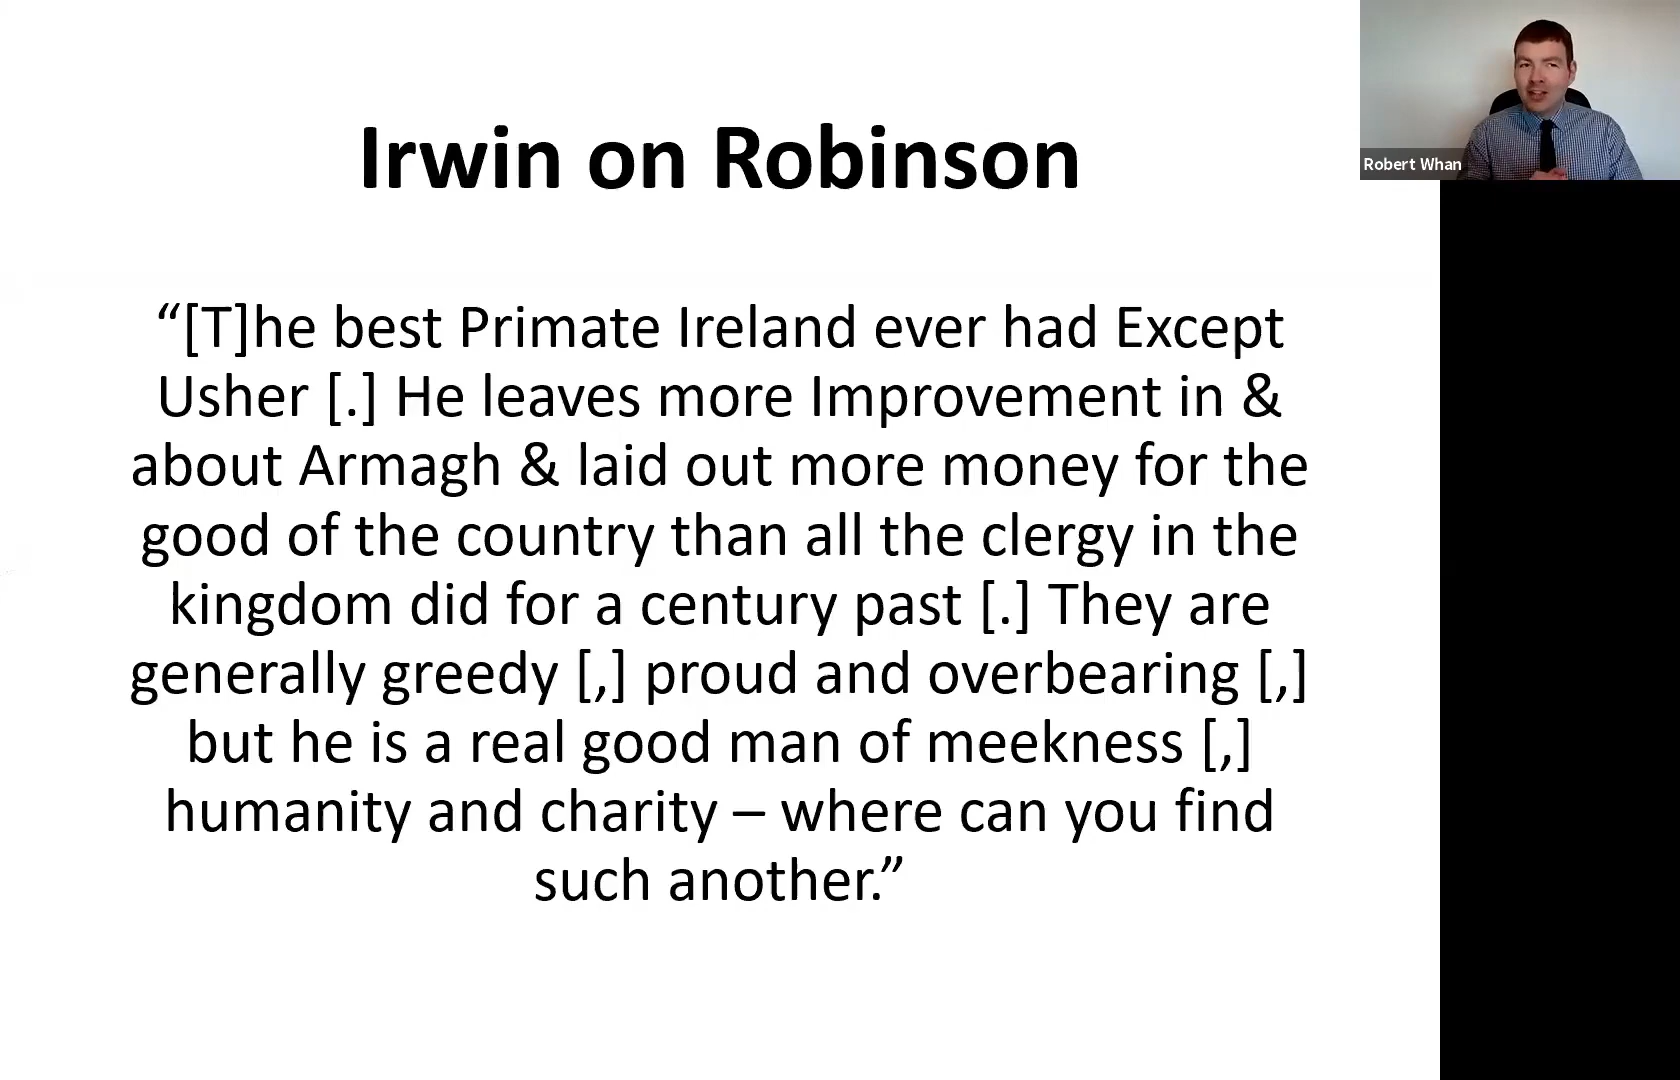 Irwin on Robinson
“[T]he best Primate Ireland ever had Except
Usher [.] He leaves more Improvement in &
about Armagh & laid out more money for the
good of the country than all the clergy in the
kingdom did for a century past [.] They are
generally greedy [,] proud and overbearing [,]
but he is a real good man of meekness [,]
humanity and charity – where can you find
such another.”
Robert Whan